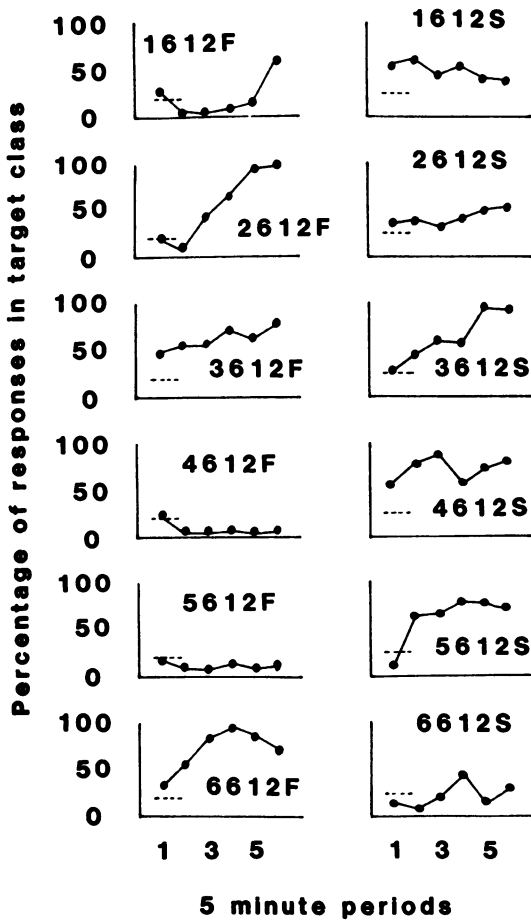 Percentage of responses in target class
100
50
0
1612F
1612S
100
50
0
2612F
2612S
100
50
0
3612F
3612S
100
50
0
4612F
4612S
100
50
0
5612F
5612S
100
50
0
6612F
6612S
1 3 5
1 3 5
5 minute periods